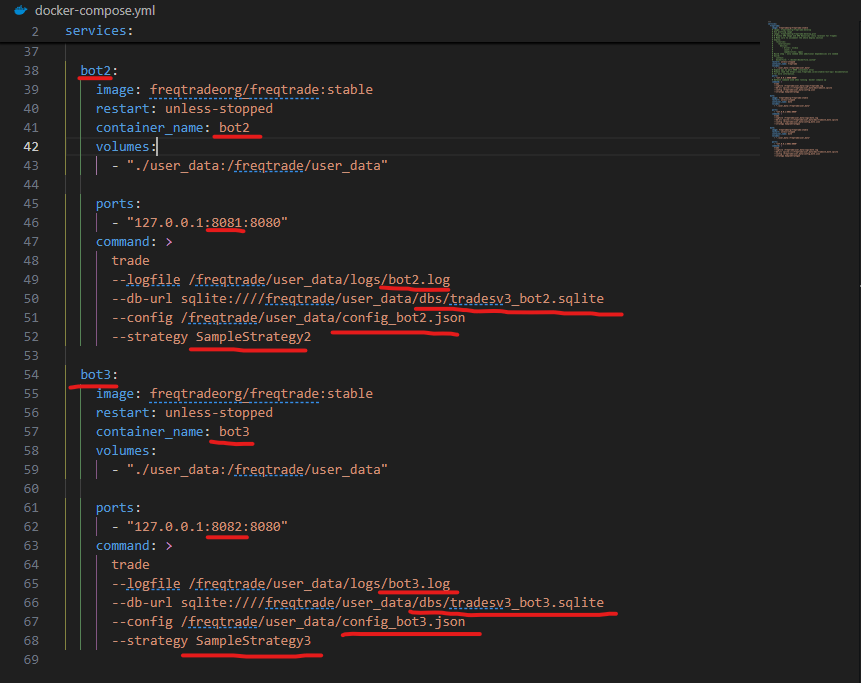 docker-compose.yml
2 services:
37
38 bot2:
39 image: freqtradeorg/freqtrade:stable
40 restart: unless-stopped
41 container_name: bot2
42 volumes:
43 - "./user_data:/freqtrade/user_data"
44
45 ports:
46 - "127.0.0.1:8081:8080"
47 command: >
48 trade
49 --logfile /freqtrade/user_data/logs/bot2.log
50 --db-url sqlite:////freqtrade/user_data/dbs/tradesv3_bot2.sqlite
51 --config /freqtrade/user_data/config_bot2.json
52 --strategy SampleStrategy2
53
54 bot3:
55 image: freqtradeorg/freqtrade:stable
56 restart: unless-stopped
57 container_name: bot3
58 volumes:
59 - "./user_data:/freqtrade/user_data"
60
61 ports:
62 - "127.0.0.1:8082:8080"
63 command: >
64 trade
65 --logfile /freqtrade/user_data/logs/bot3.log
66 --db-url sqlite:////freqtrade/user_data/dbs/tradesv3_bot3.sqlite
67 --config /freqtrade/user_data/config_bot3.json
68 --strategy SampleStrategy3
69